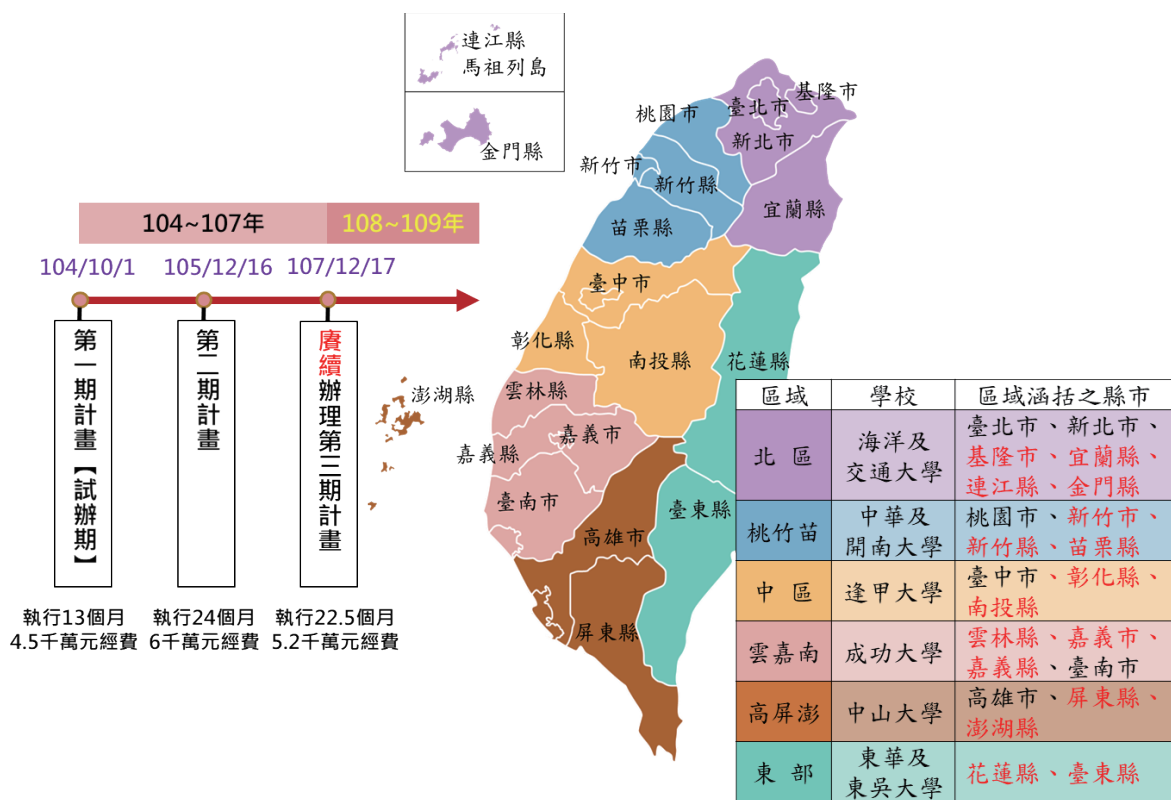 連江縣
馬祖列島
金門縣
104~107年
108~109年
104/10/1
105/12/16
107/12/17
第一期計畫【試辦期】
第二期計畫
賡續辦理第三期計畫
執行13個月
4.5千萬元經費
執行24個月
6千萬元經費
執行22.5個月
5.2千萬元經費
基隆市
臺北市
桃園市
新北市
新竹市
新竹縣
宜蘭縣
苗栗縣
臺中市
彰化縣
南投縣
花蓮縣
雲林縣
澎湖縣
嘉義市
嘉義縣
臺南市
臺東縣
高雄市
屏東縣
區域
學校
區域涵括之縣市
北 區
海洋及
交通大學
臺北市、新北市、
基隆市、宜蘭縣、
連江縣、金門縣
桃竹苗
中華及
開南大學
桃園市、新竹市、
新竹縣、苗栗縣
中 區
逢甲大學
臺中市、彰化縣、
南投縣
雲嘉南
成功大學
雲林縣、嘉義市、
嘉義縣、臺南市
高屏澎
中山大學
高雄市、屏東縣、
澎湖縣
東 部
東華及
東吳大學
花蓮縣、臺東縣